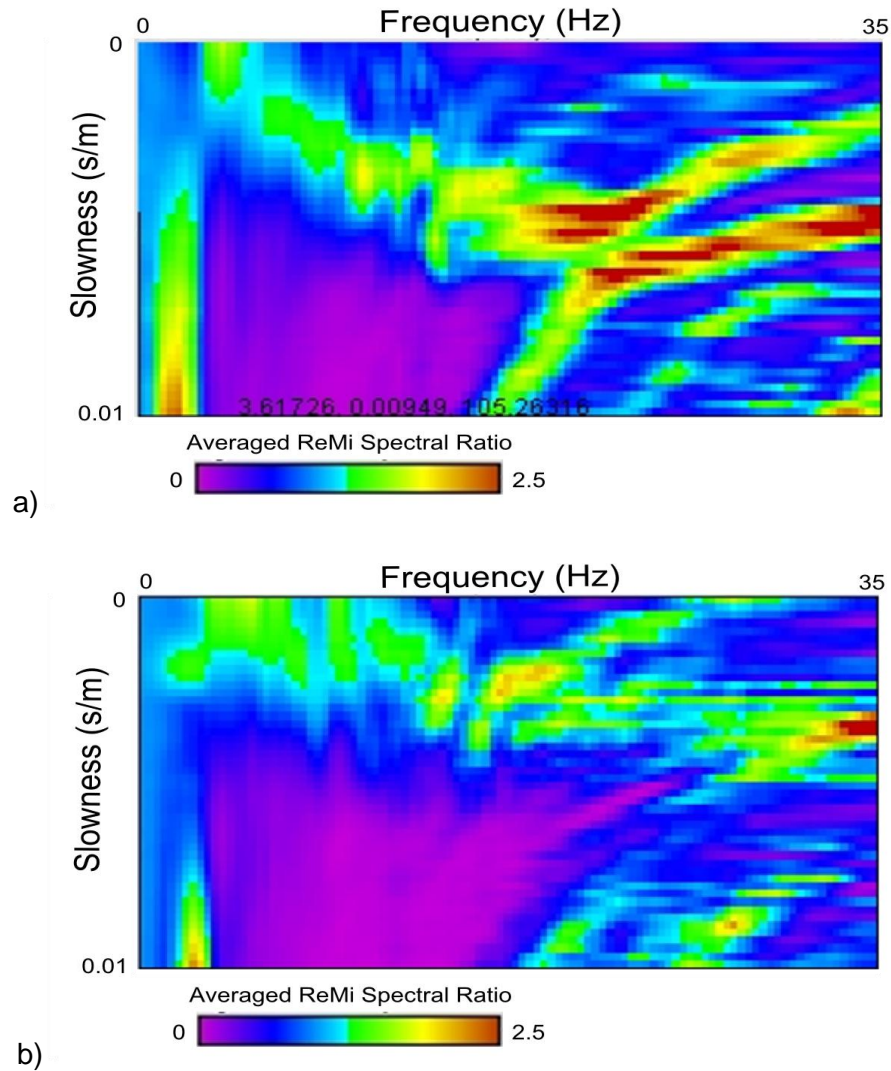 0 Frequency (Hz) 35
0
Slowness (s/m)
0.01
3.61726, 0.00949, 105.26316
Averaged ReMi Spectral Ratio
0 2.5
a)
0 Frequency (Hz) 35
0
Slowness (s/m)
0.01
Averaged ReMi Spectral Ratio
0 2.5
b)